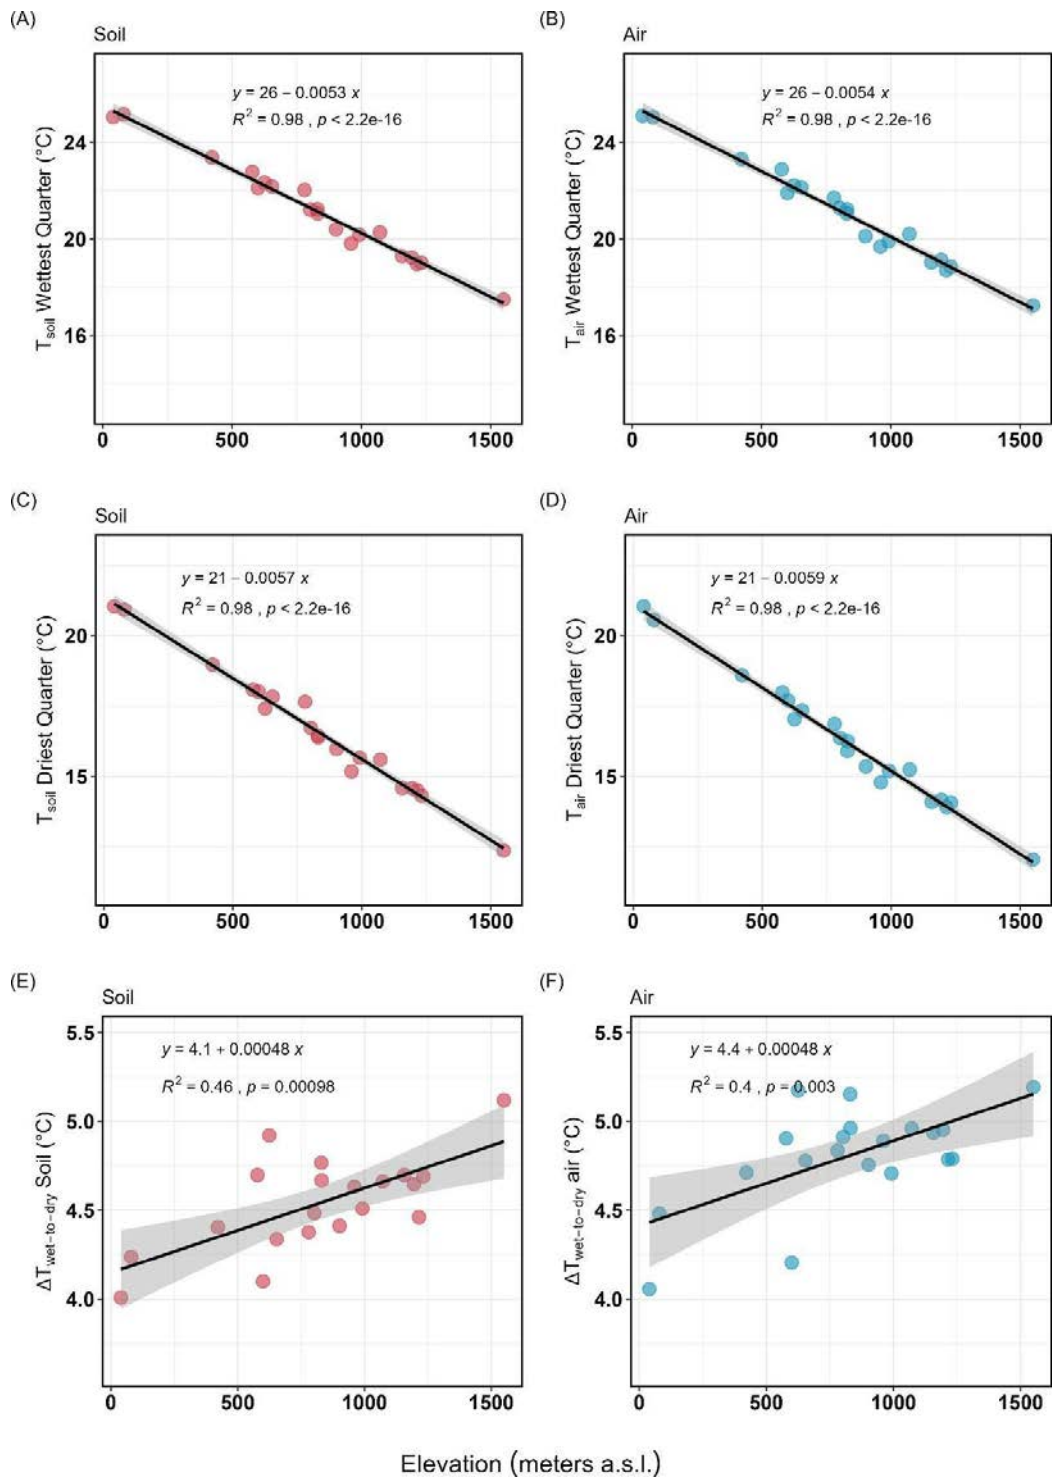 (A)
Soil
y = 26 − 0.0053 x
R² = 0.98 , p < 2.2e-16
24
20
16
T_soil Wettest Quarter (°C)
0 500 1000 1500
(B)
Air
y = 26 − 0.0054 x
R² = 0.98 , p < 2.2e-16
24
20
16
T_air Wettest Quarter (°C)
0 500 1000 1500
(C)
Soil
y = 21 − 0.0057 x
R² = 0.98 , p < 2.2e-16
20
15
T_soil Driest Quarter (°C)
0 500 1000 1500
(D)
Air
y = 21 − 0.0059 x
R² = 0.98 , p < 2.2e-16
20
15
T_air Driest Quarter (°C)
0 500 1000 1500
(E)
Soil
y = 4.1 + 0.00048 x
R² = 0.46 , p = 0.00098
5.5
5.0
4.5
4.0
ΔT_wet−to−dry Soil (°C)
0 500 1000 1500
(F)
Air
y = 4.4 + 0.00048 x
R² = 0.4 , p = 0.003
5.5
5.0
4.5
4.0
ΔT_wet−to−dry air (°C)
0 500 1000 1500
Elevation (meters a.s.l.)